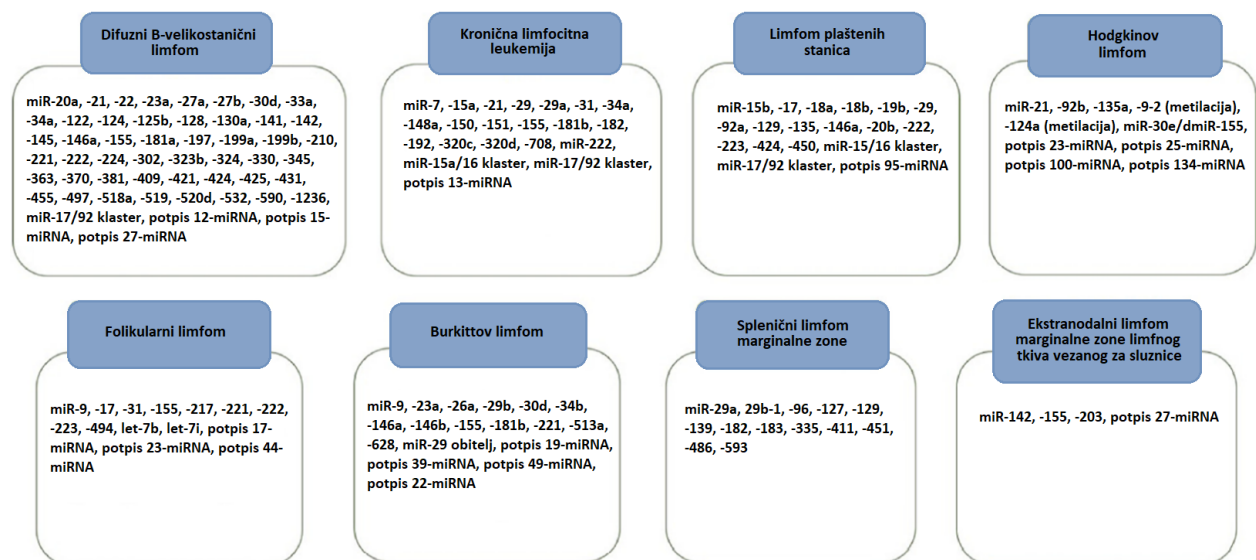 Difuzni B-velikostanični
limfom
miR-20a, -21, -22, -23a, -27a, -27b, -30d, -33a,
-34a, -122, -124, -125b, -128, -130a, -141, -142,
-145, -146a, -155, -181a, -197, -199a, -199b, -210,
-221, -222, -224, -302, -323b, -324, -330, -345,
-363, -370, -381, -409, -421, -424, -425, -431,
-455, -497, -518a, -519, -520d, -532, -590, -1236,
miR-17/92 klaster, potpis 12-miRNA, potpis 15-
miRNA, potpis 27-miRNA
Kronična limfocitna
leukemija
miR-7, -15a, -21, -29, -29a, -31, -34a,
-148a, -150, -151, -155, -181b, -182,
-192, -320c, -320d, -708, miR-222,
miR-15a/16 klaster, miR-17/92 klaster,
potpis 13-miRNA
Limfom plaštenih
stanica
miR-15b, -17, -18a, -18b, -19b, -29,
-92a, -129, -135, -146a, -20b, -222,
-223, -424, -450, miR-15/16 klaster,
miR-17/92 klaster, potpis 95-miRNA
Hodgkinov
limfom
miR-21, -92b, -135a, -9-2 (metilacija),
-124a (metilacija), miR-30e/dmiR-155,
potpis 23-miRNA, potpis 25-miRNA,
potpis 100-miRNA, potpis 134-miRNA
Folikularni limfom
miR-9, -17, -31, -155, -217, -221, -222,
-223, -494, let-7b, let-7i, potpis 17-
miRNA, potpis 23-miRNA, potpis 44-
miRNA
Burkittov limfom
miR-9, -23a, -26a, -29b, -30d, -34b,
-146a, -146b, -155, -181b, -221, -513a,
-628, miR-29 obitelj, potpis 19-miRNA,
potpis 39-miRNA, potpis 49-miRNA,
potpis 22-miRNA
Splenični limfom
marginalne zone
miR-29a, 29b-1, -96, -127, -129,
-139, -182, -183, -335, -411, -451,
-486, -593
Ekstranodalni limfom
marginalne zone limfnog
tkiva vezanog za sluznice
miR-142, -155, -203, potpis 27-miRNA